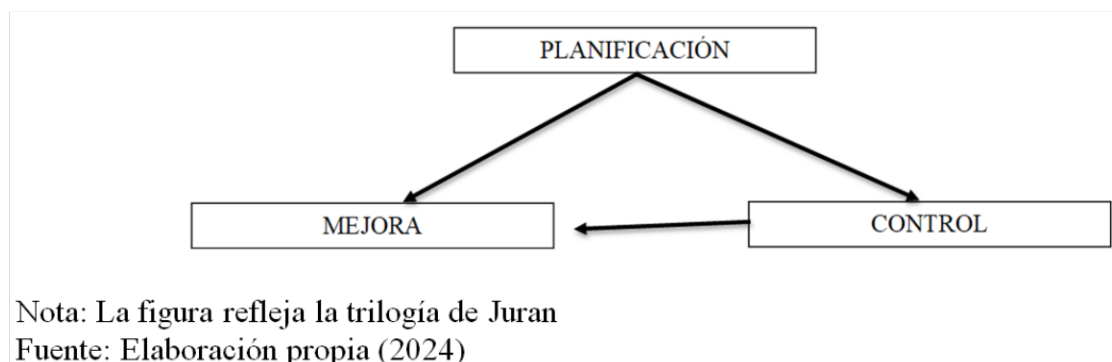 PLANIFICACIÓN
MEJORA
CONTROL
Nota: La figura refleja la trilogía de Juran
Fuente: Elaboración propia (2024)